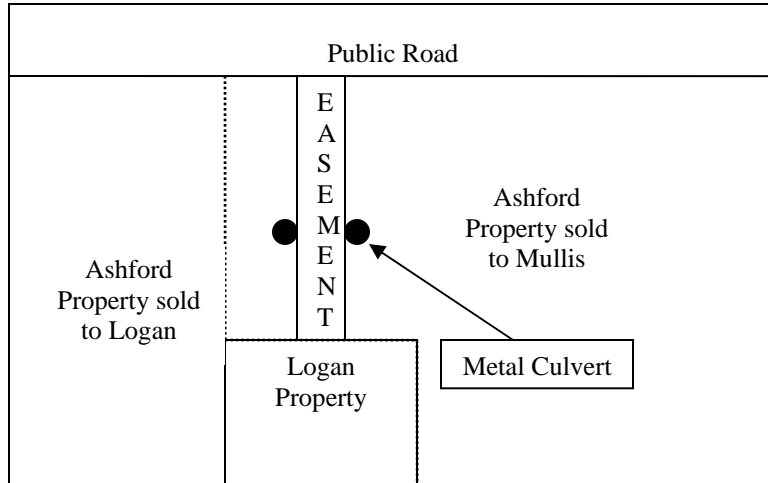 Public Road
E
A
S
E
M
E
N
T
Ashford
Property sold
to Mullis
Ashford
Property sold
to Logan
Logan
Property
Metal Culvert